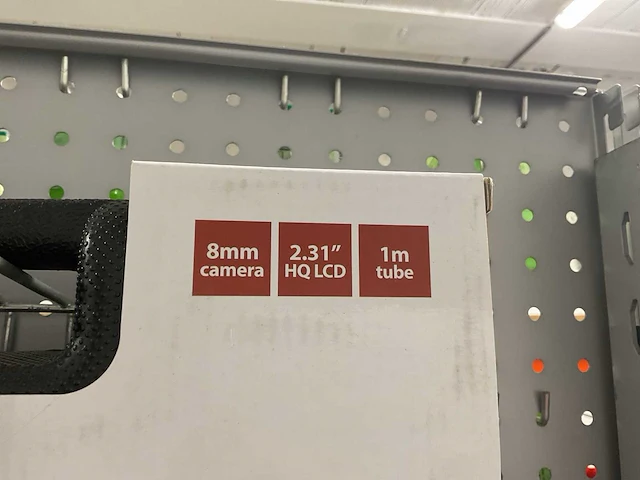 8mm
camera
2.31”
HQ LCD
1m
tube